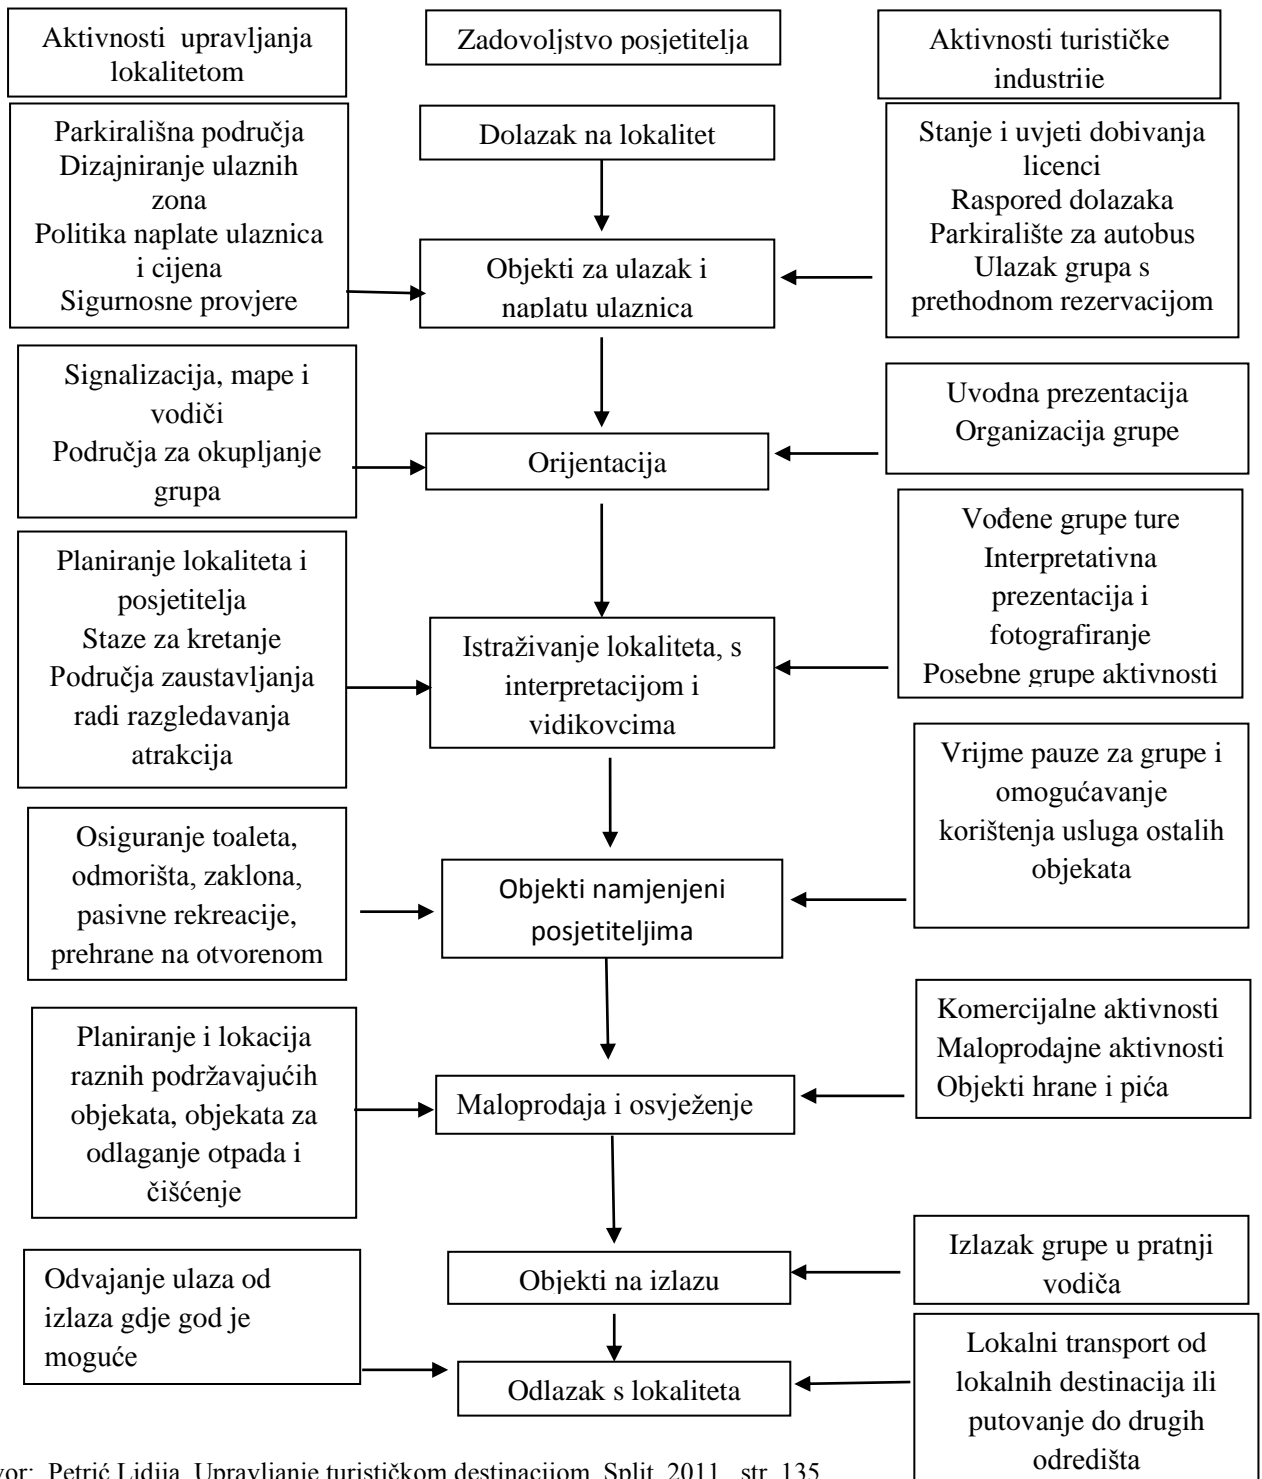 Aktivnosti upravljanja
lokalitetom
Zadovoljstvo posjetitelja
Aktivnosti turističke
industrije
Parkirališna područja
Dizajniranje ulaznih
zona
Politika naplate ulaznica
i cijena
Sigurnosne provjere
Dolazak na lokalitet
Stanje i uvjeti dobivanja
licenci
Raspored dolazaka
Parkiralište za autobus
Ulazak grupa s
prethodnom rezervacijom
Objekti za ulazak i
naplatu ulaznica
Signalizacija, mape i
vodiči
Područja za okupljanje
grupa
Orijentacija
Uvodna prezentacija
Organizacija grupe
Planiranje lokaliteta i
posjetitelja
Staze za kretanje
Područja zaustavljanja
radi razgledavanja
atrakcija
Istraživanje lokaliteta, s
interpretacijom i
vidikovcima
Vođene grupe ture
Interpretativna
prezentacija i
fotografiranje
Posebne grupe aktivnosti
Osiguranje toaleta,
odmorišta, zaklona,
pasivne rekreacije,
prehrane na otvorenom
Objekti namjenjeni
posjetiteljima
Vrijme pauze za grupe i
omogućavanje
korištenja usluga ostalih
objekata
Planiranje i lokacija
raznih podržavajućih
objekata, objekata za
odlaganje otpada i
čišćenje
Maloprodaja i osvježenje
Komercijalne aktivnosti
Maloprodajne aktivnosti
Objekti hrane i pića
Odvajanje ulaza od
izlaza gdje god je
moguće
Objekti na izlazu
Izlazak grupe u pratnji
vodiča
Odlazak s lokaliteta
Lokalni transport od
lokalnih destinacija ili
putovanje do drugih
odredišta
vor: Petrić Lidija, Upravljanje turističkom destinacijom, Split, 2011., str. 135